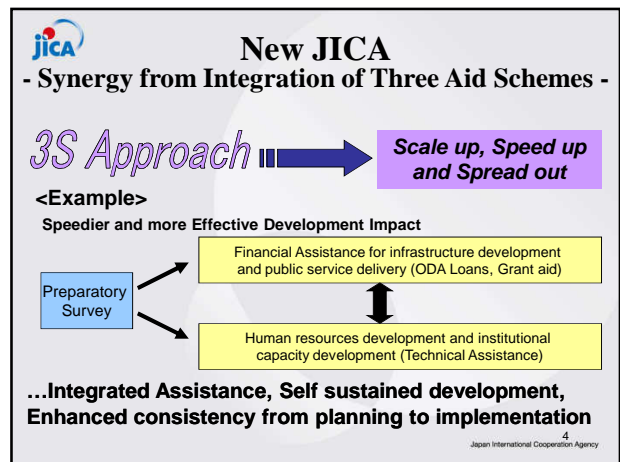 jica
New JICA
- Synergy from Integration of Three Aid Schemes -
3S Approach
Scale up, Speed up
and Spread out
<Example>
Speedier and more Effective Development Impact
Preparatory
Survey
Financial Assistance for infrastructure development
and public service delivery (ODA Loans, Grant aid)
Human resources development and institutional
capacity development (Technical Assistance)
…Integrated Assistance, Self sustained development,
Enhanced consistency from planning to implementation
4
Japan International Cooperation Agency